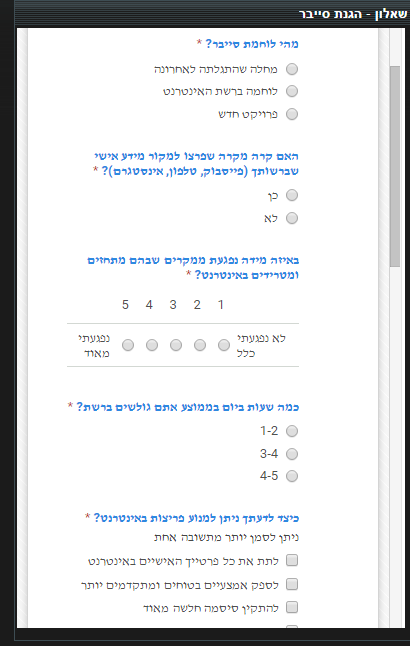 שאלון - הגנת סייבר
מהי לוחמת סייבר? *
מחלה שהתגלתה לאחרונה
לוחמה ברשת האינטרנט
פרויקט חדש
האם קרה מקרה שפרצו למקור מידע אישי
שברשותך (פייסבוק, טלפון, אינסטגרם)? *
כן
לא
באיזה מידה נפגעת ממקרים שבהם מתחזים
ומטרידים באינטרנט? *
1 2 3 4 5
לא נפגעתי נפגעתי
כלל מאוד
כמה שעות ביום בממוצע אתם גולשים ברשת? *
1-2
3-4
4-5
כיצד לדעתך ניתן למנוע פריצות באינטרנט? *
ניתן לסמן יותר מתשובה אחת
לתת את כל פרטייך האישיים באינטרנט
לספק אמצעיים בטוחים ומתקדמים יותר
להתקין סיסמה חלשה מאוד